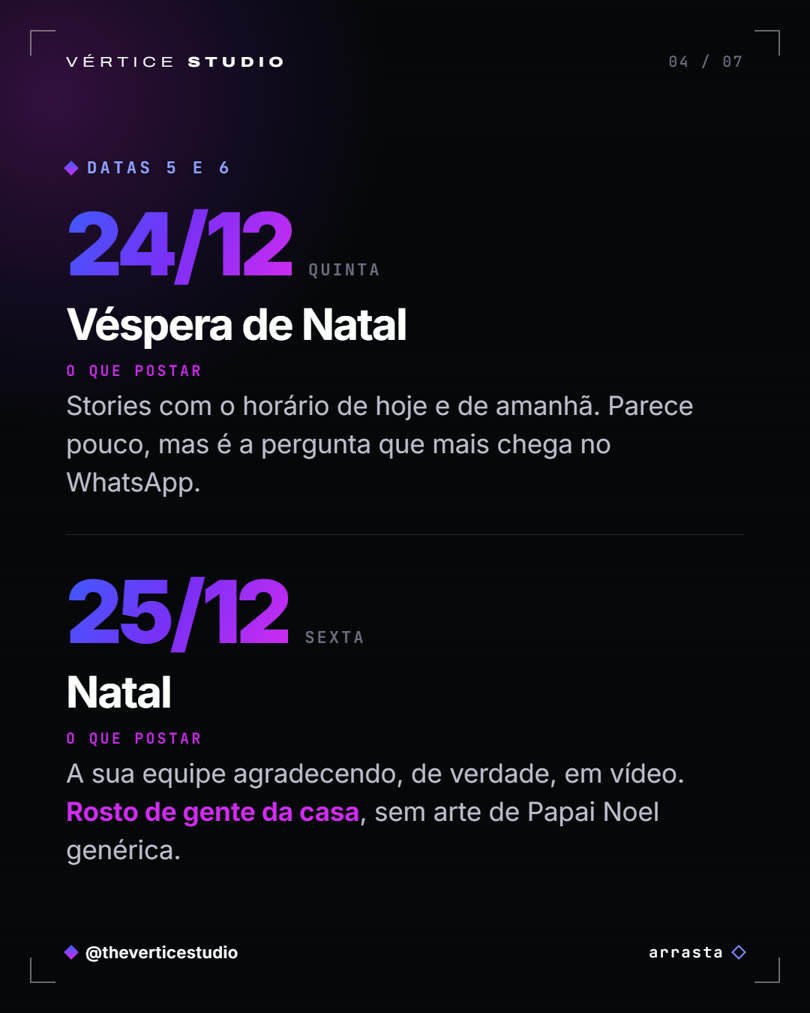 VÉRTICE STUDIO
04 / 07
DATAS 5 E 6
24/12 QUINTA
Véspera de Natal
O QUE POSTAR
Stories com o horário de hoje e de amanhã. Parece
pouco, mas é a pergunta que mais chega no
WhatsApp.
25/12 SEXTA
Natal
O QUE POSTAR
A sua equipe agradecendo, de verdade, em vídeo.
Rosto de gente da casa, sem arte de Papai Noel
genérica.
@theverticestudio
arrasta